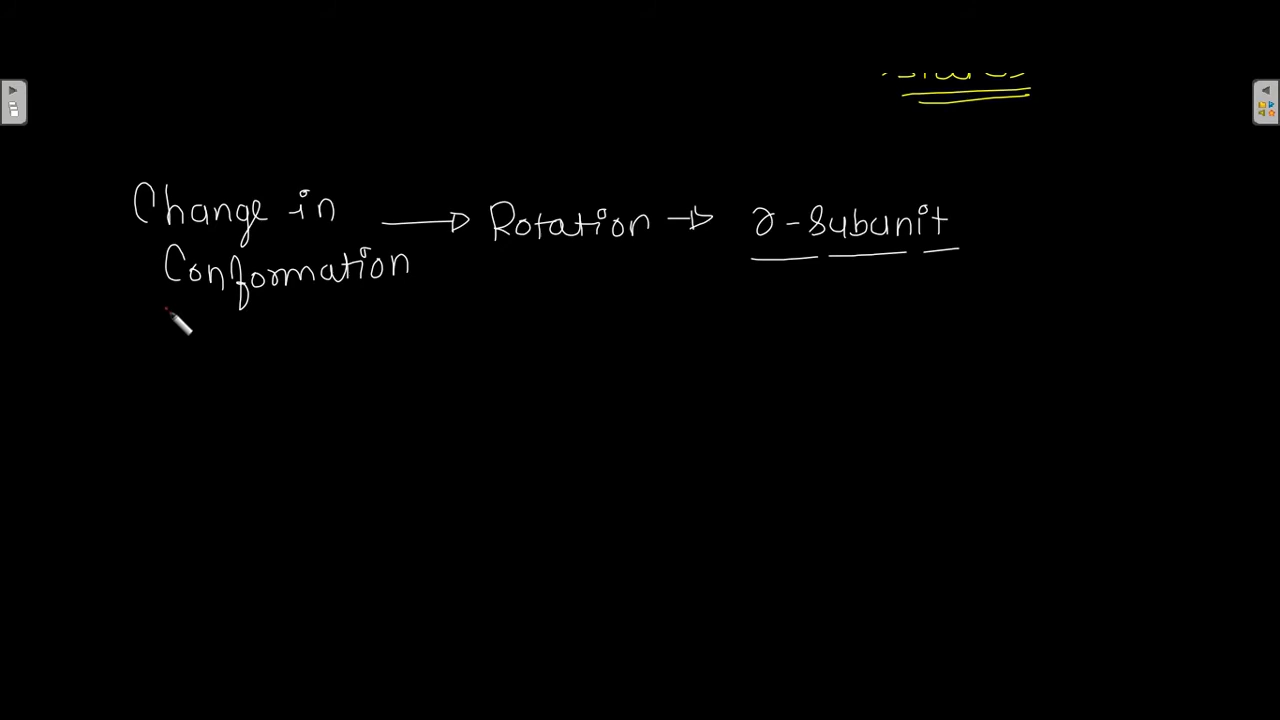 Change in → Rotation → γ-Subunit
Conformation